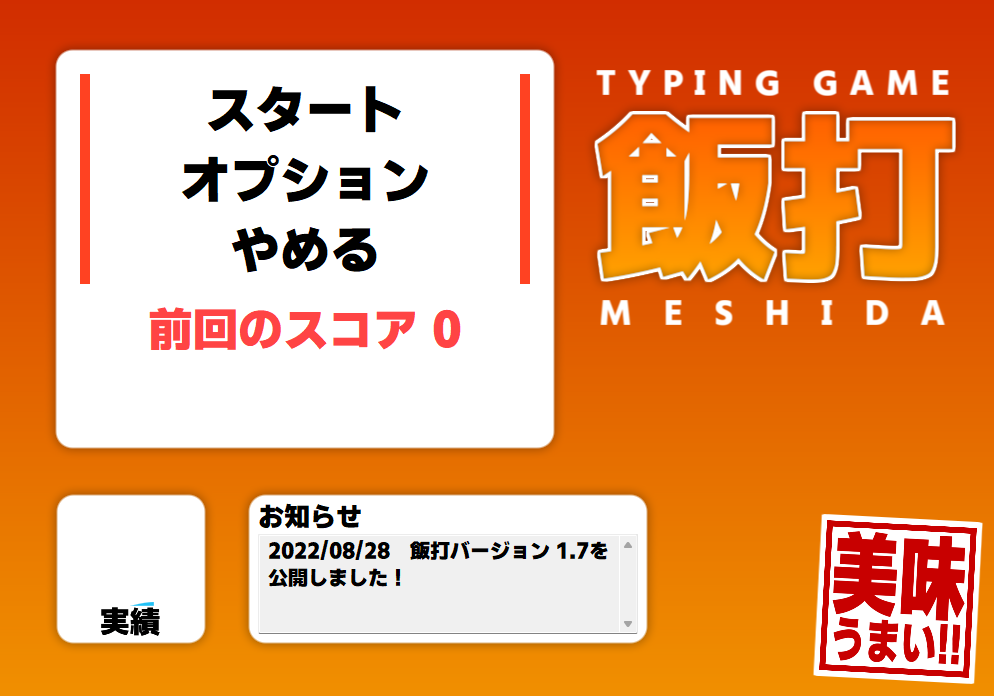 スタート
オプション
やめる
前回のスコア 0
TYPING GAME
飯打
MESHIDA
実績
お知らせ
2022/08/28　飯打バージョン 1.7を
公開しました！
美味
うまい!!